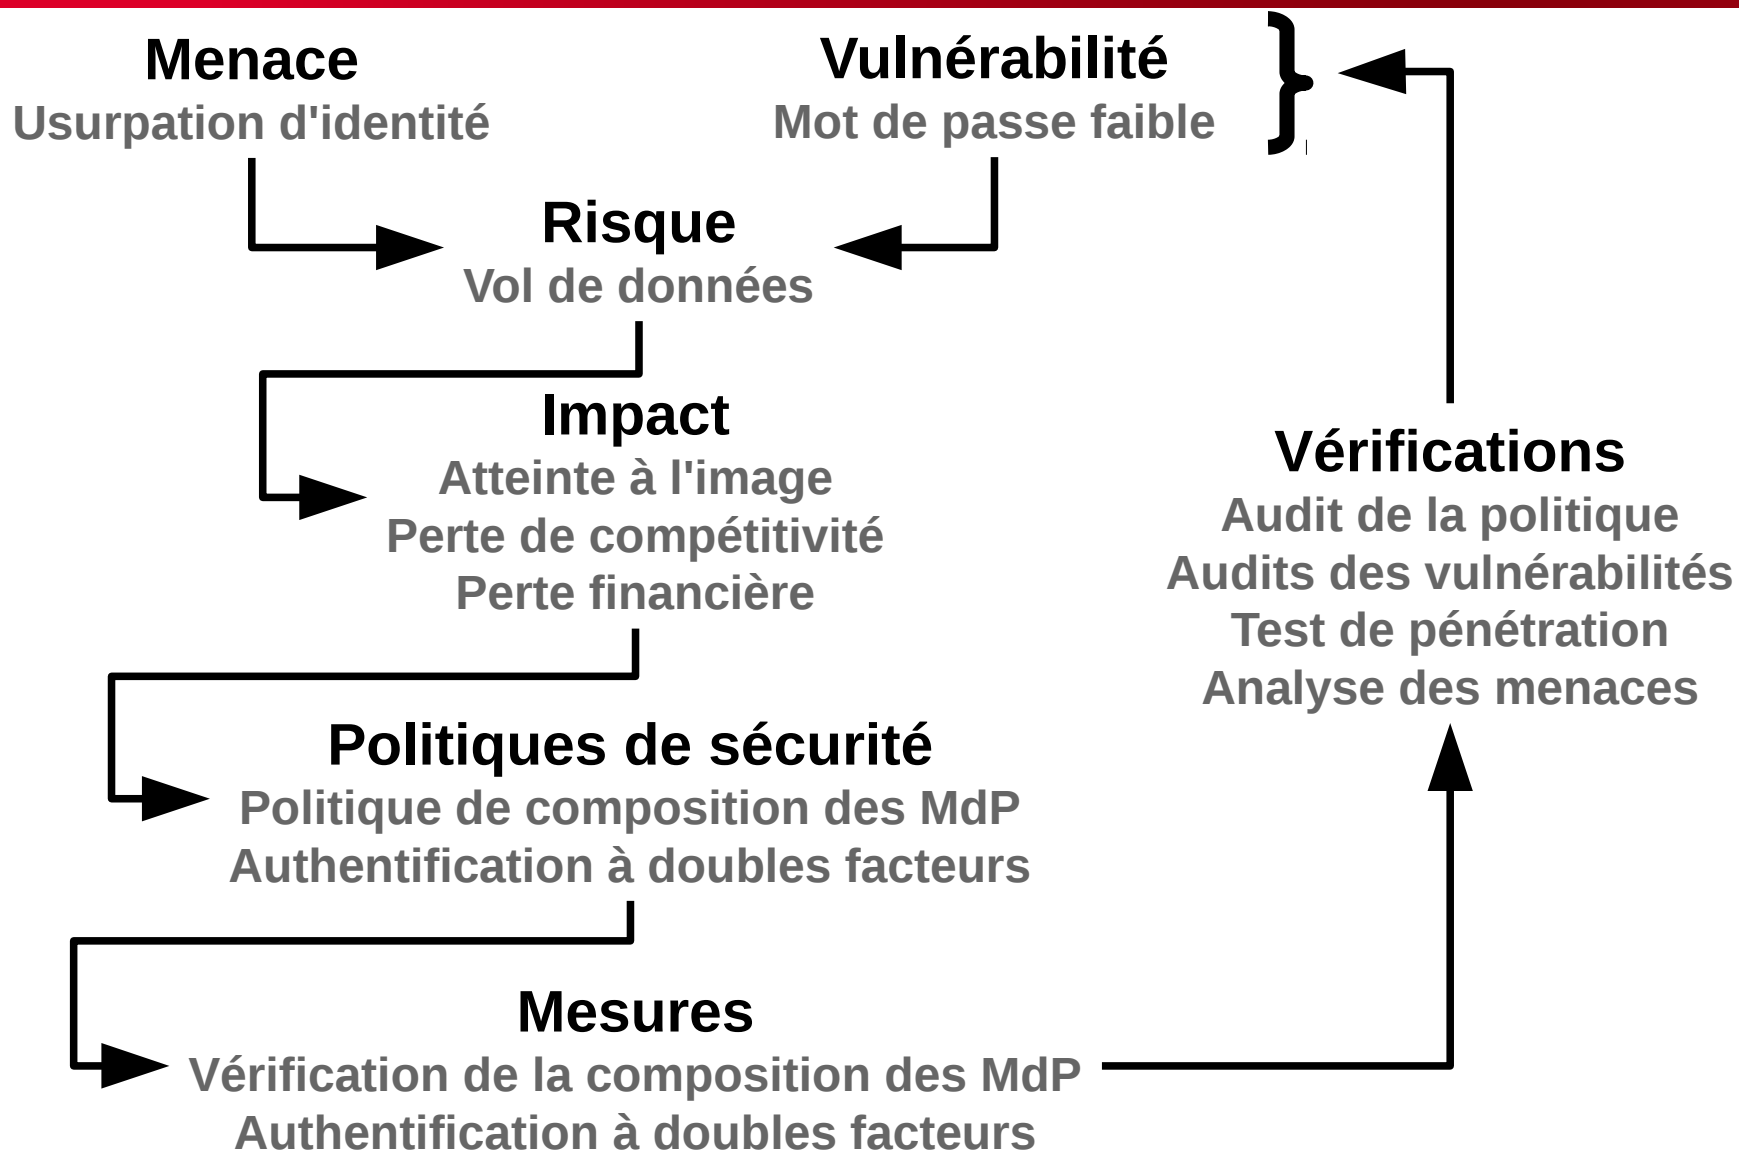 Menace
Usurpation d'identité
Vulnérabilité
Mot de passe faible
Risque
Vol de données
Impact
Atteinte à l'image
Perte de compétitivité
Perte financière
Vérifications
Audit de la politique
Audits des vulnérabilités
Test de pénétration
Analyse des menaces
Politiques de sécurité
Politique de composition des MdP
Authentification à doubles facteurs
Mesures
Vérification de la composition des MdP
Authentification à doubles facteurs